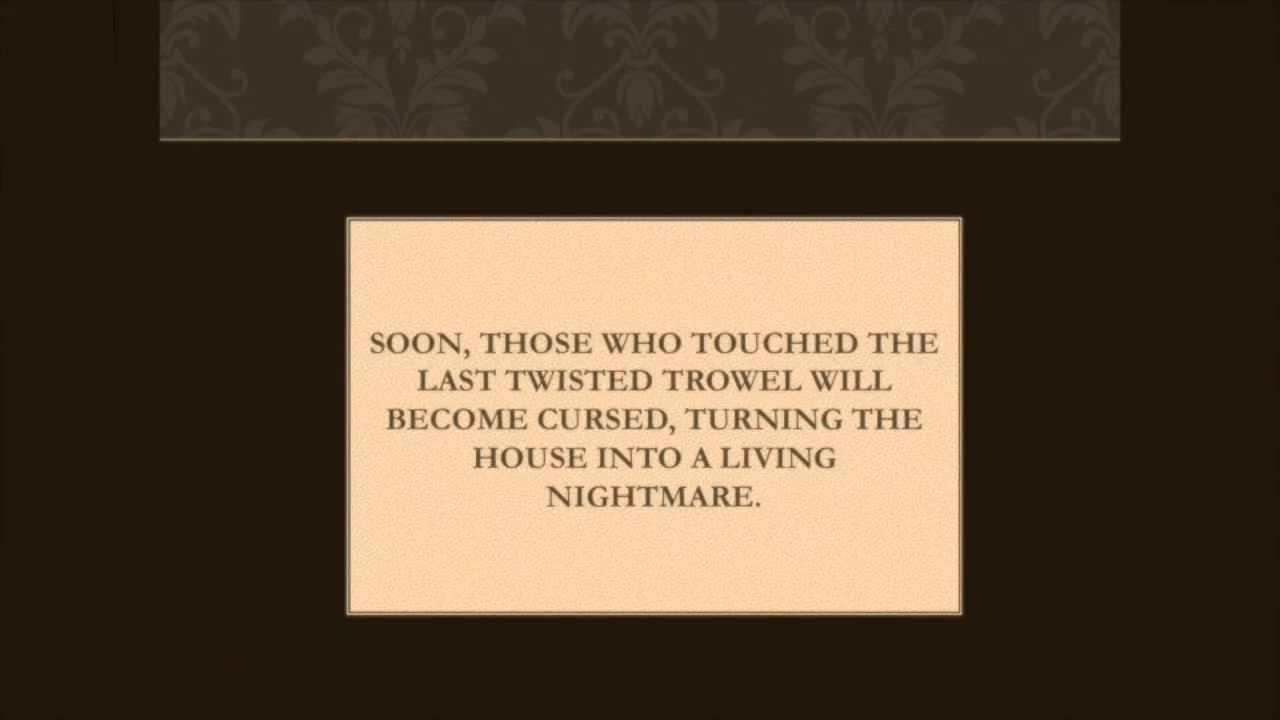 SOON, THOSE WHO TOUCHED THE
LAST TWISTED TROWEL WILL
BECOME CURSED, TURNING THE
HOUSE INTO A LIVING
NIGHTMARE.